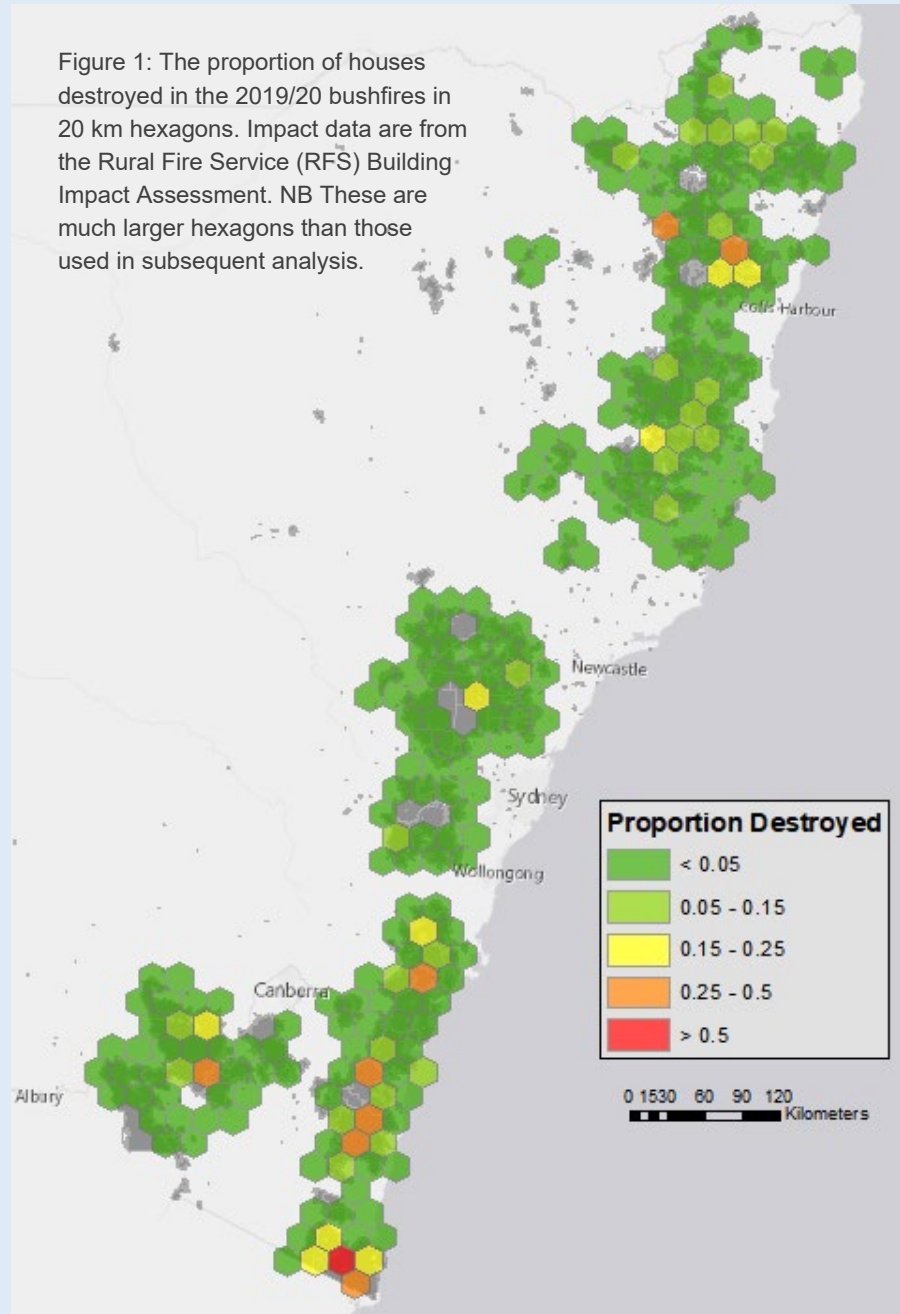 Figure 1: The proportion of houses
destroyed in the 2019/20 bushfires in
20 km hexagons. Impact data are from
the Rural Fire Service (RFS) Building
Impact Assessment. NB These are
much larger hexagons than those
used in subsequent analysis.
Coffs Harbour
Newcastle
Sydney
Wollongong
Canberra
Albury
Proportion Destroyed
< 0.05
0.05 - 0.15
0.15 - 0.25
0.25 - 0.5
> 0.5
0 1530 60 90 120
Kilometers